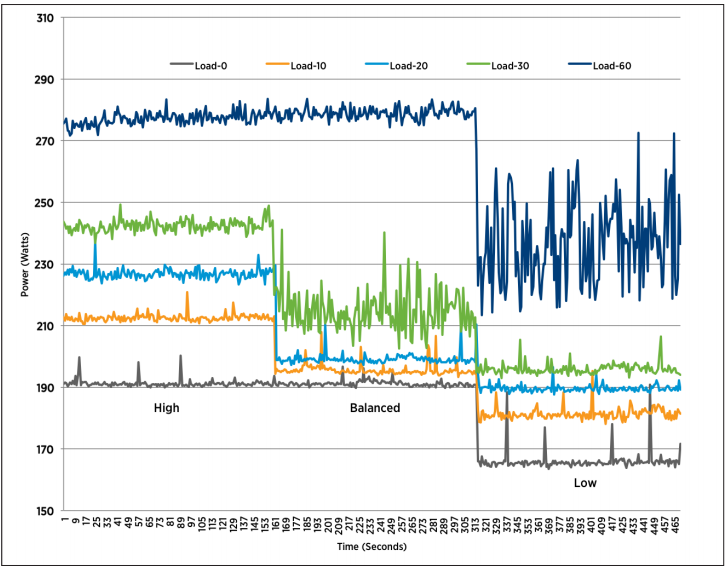 310
Load-0 Load-10 Load-20 Load-30 Load-60
290
270
250
230
210
190
170
150
Power (Watts)
High
Balanced
Low
1 9 17 25 33 41 49 57 65 73 81 89 97 105 113 121 129 137 145 153 161 169 177 185 193 201 209 217 225 233 241 249 257 265 273 281 289 297 305 313 321 329 337 345 353 361 369 377 385 393 401 409 417 425 433 441 449 457 465
Time (Seconds)